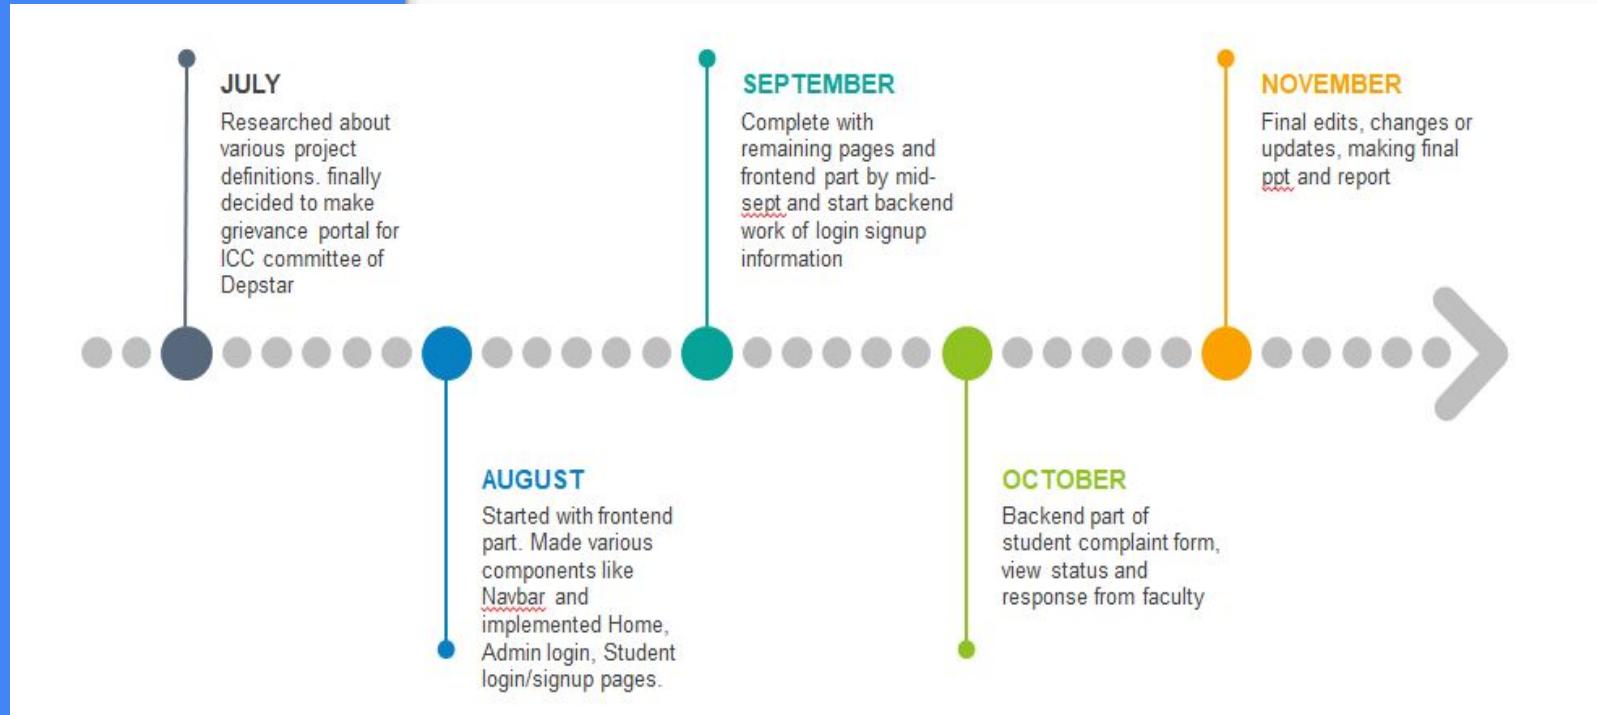 JULY
Researched about
various project
definitions. finally
decided to make
grievance portal for
ICC committee of
Depstar
AUGUST
Started with frontend
part. Made various
components like
Navbar and
implemented Home,
Admin login, Student
login/signup pages.
SEPTEMBER
Complete with
remaining pages and
frontend part by mid-
sept and start backend
work of login signup
information
OCTOBER
Backend part of
student complaint form,
view status and
response from faculty
NOVEMBER
Final edits, changes or
updates, making final
ppt and report